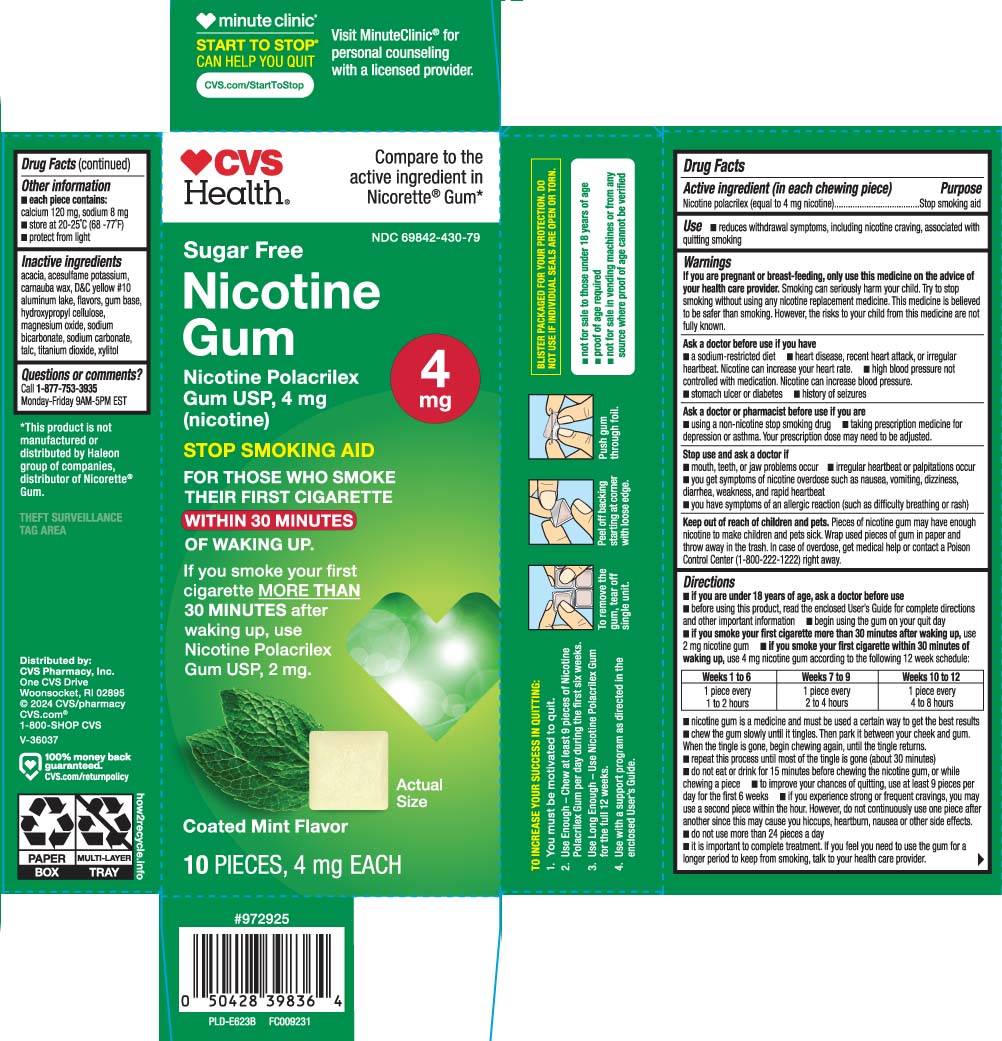 minute clinic®
START TO STOP®
CAN HELP YOU QUIT
CVS.com/StartToStop
Visit MinuteClinic® for
personal counseling
with a licensed provider.
Drug Facts (continued)
Other information
■ each piece contains:
calcium 120 mg, sodium 8 mg
■ store at 20-25˚C (68 -77˚F)
■ protect from light
Inactive ingredients
acacia, acesulfame potassium,
carnauba wax, D&C yellow #10
aluminum lake, flavors, gum base,
hydroxypropyl cellulose,
magnesium oxide, sodium
bicarbonate, sodium carbonate,
talc, titanium dioxide, xylitol
Questions or comments?
Call 1-877-753-3935
Monday-Friday 9AM-5PM EST
*This product is not
manufactured or
distributed by Haleon
group of companies,
distributor of Nicorette®
Gum.
THEFT SURVEILLANCE
TAG AREA
Distributed by:
CVS Pharmacy, Inc.
One CVS Drive
Woonsocket, RI 02895
© 2024 CVS/pharmacy
CVS.com®
1-800-SHOP CVS
V-36037
100% money back
guaranteed.
CVS.com/returnpolicy
PAPER
BOX
MULTI-LAYER
TRAY
how2recycle.info
CVS
Health®
Compare to the
active ingredient in
Nicorette® Gum*
NDC 69842-430-79
Sugar Free
Nicotine
Gum
Nicotine Polacrilex
Gum USP, 4 mg
(nicotine)
4
mg
STOP SMOKING AID
FOR THOSE WHO SMOKE
THEIR FIRST CIGARETTE
WITHIN 30 MINUTES
OF WAKING UP.
If you smoke your first
cigarette MORE THAN
30 MINUTES after
waking up, use
Nicotine Polacrilex
Gum USP, 2 mg.
Actual
Size
Coated Mint Flavor
10 PIECES, 4 mg EACH
#972925
0 50428 39836 4
PLD-E623B FC009231
BLISTER PACKAGED FOR YOUR PROTECTION. DO
NOT USE IF INDIVIDUAL SEALS ARE OPEN OR TORN.
■ not for sale to those under 18 years of age
■ proof of age required
■ not for sale in vending machines or from any
source where proof of age cannot be verified
To remove the
gum, tear off
single unit.
Peel off backing
starting at corner
with loose edge.
Push gum
through foil.
TO INCREASE YOUR SUCCESS IN QUITTING:
1. You must be motivated to quit.
2. Use Enough – Chew at least 9 pieces of Nicotine
Polacrilex Gum per day during the first six weeks.
3. Use Long Enough – Use Nicotine Polacrilex Gum
for the full 12 weeks.
4. Use with a support program as directed in the
enclosed User's Guide.
Drug Facts
Active ingredient (in each chewing piece) Purpose
Nicotine polacrilex (equal to 4 mg nicotine)..................................Stop smoking aid
Use ■ reduces withdrawal symptoms, including nicotine craving, associated with
quitting smoking
Warnings
If you are pregnant or breast-feeding, only use this medicine on the advice of
your health care provider. Smoking can seriously harm your child. Try to stop
smoking without using any nicotine replacement medicine. This medicine is believed
to be safer than smoking. However, the risks to your child from this medicine are not
fully known.
Ask a doctor before use if you have
■ a sodium-restricted diet ■ heart disease, recent heart attack, or irregular
heartbeat. Nicotine can increase your heart rate. ■ high blood pressure not
controlled with medication. Nicotine can increase blood pressure.
■ stomach ulcer or diabetes ■ history of seizures
Ask a doctor or pharmacist before use if you are
■ using a non-nicotine stop smoking drug ■ taking prescription medicine for
depression or asthma. Your prescription dose may need to be adjusted.
Stop use and ask a doctor if
■ mouth, teeth, or jaw problems occur ■ irregular heartbeat or palpitations occur
■ you get symptoms of nicotine overdose such as nausea, vomiting, dizziness,
diarrhea, weakness, and rapid heartbeat
■ you have symptoms of an allergic reaction (such as difficulty breathing or rash)
Keep out of reach of children and pets. Pieces of nicotine gum may have enough
nicotine to make children and pets sick. Wrap used pieces of gum in paper and
throw away in the trash. In case of overdose, get medical help or contact a Poison
Control Center (1-800-222-1222) right away.
Directions
■ if you are under 18 years of age, ask a doctor before use
■ before using this product, read the enclosed User's Guide for complete directions
and other important information ■ begin using the gum on your quit day
■ if you smoke your first cigarette more than 30 minutes after waking up, use
2 mg nicotine gum ■ if you smoke your first cigarette within 30 minutes of
waking up, use 4 mg nicotine gum according to the following 12 week schedule:
Weeks 1 to 6 Weeks 7 to 9 Weeks 10 to 12
1 piece every 1 piece every 1 piece every
1 to 2 hours 2 to 4 hours 4 to 8 hours
■ nicotine gum is a medicine and must be used a certain way to get the best results
■ chew the gum slowly until it tingles. Then park it between your cheek and gum.
When the tingle is gone, begin chewing again, until the tingle returns.
■ repeat this process until most of the tingle is gone (about 30 minutes)
■ do not eat or drink for 15 minutes before chewing the nicotine gum, or while
chewing a piece ■ to improve your chances of quitting, use at least 9 pieces per
day for the first 6 weeks ■ if you experience strong or frequent cravings, you may
use a second piece within the hour. However, do not continuously use one piece after
another since this may cause you hiccups, heartburn, nausea or other side effects.
■ do not use more than 24 pieces a day
■ it is important to complete treatment. If you feel you need to use the gum for a
longer period to keep from smoking, talk to your health care provider.